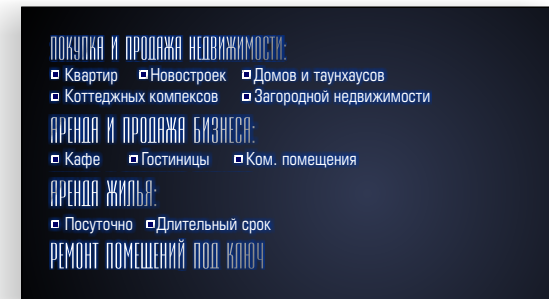 ПОКУПКА И ПРОДАЖА НЕДВИЖИМОСТИ:
Квартир Новостроек Домов и таунхаусов
Коттеджных компексов Загородной недвижимости
АРЕНДА И ПРОДАЖА БИЗНЕСА:
Кафе Гостиницы Ком. помещения
АРЕНДА ЖИЛЬЯ:
Посуточно Длительный срок
РЕМОНТ ПОМЕЩЕНИЙ ПОД КЛЮЧ